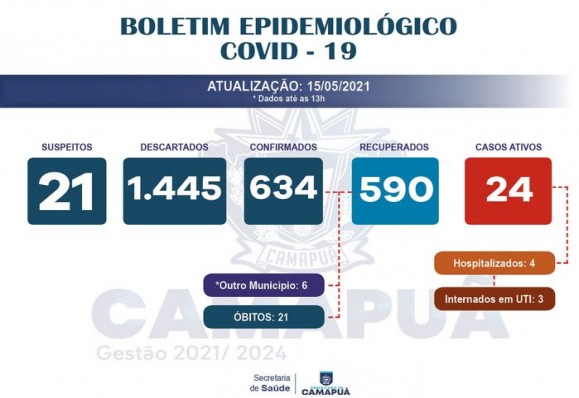 BOLETIM EPIDEMIOLÓGICO
COVID - 19
ATUALIZAÇÃO: 15/05/2021
* Dados até as 13h
SUSPEITOS DESCARTADOS CONFIRMADOS RECUPERADOS CASOS ATIVOS
21 1.445 634 590 24
CAMAPUÃ
Hospitalizados: 4
*Outro Municipio: 6
Internados em UTI: 3
ÓBITOS: 21
CAMAPUÃ
Gestão 2021/ 2024
Secretaria
de Saúde
CAMAPUÃ